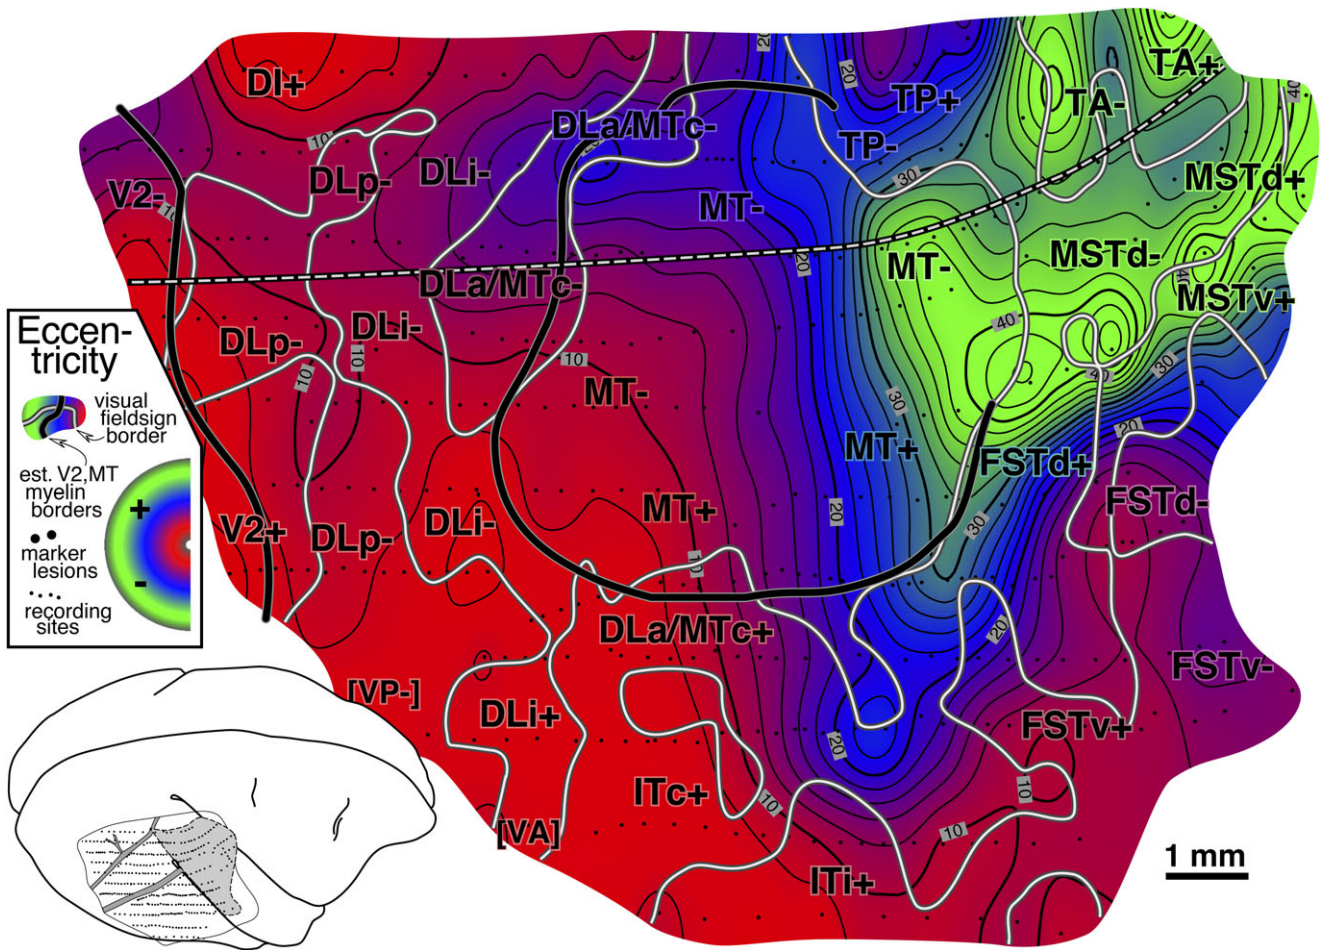 20
TA+
DI+
20
TP+
TA-
40
DLa/MTc-
10
TP-
DLi-
DLp-
30
MSTd+
V2-
10
MT-
MSTd-
20
MT-
DLa/MTc-
MSTv+
Eccen-
tricity
40
DLi-
DLp-
10
10
30
10
MT-
40
visual
fieldsign
border
30
20
MT+
est. V2,MT
myelin
borders
FSTd+
+
MT+
FSTd-
20
V2+
DLp-
DLi-
30
marker
lesions
-
10
recording
sites
DLa/MTc+
20
[VP-]
FSTv-
DLi+
FSTv+
20
ITc+
10
10
[VA]
10
1 mm
ITi+